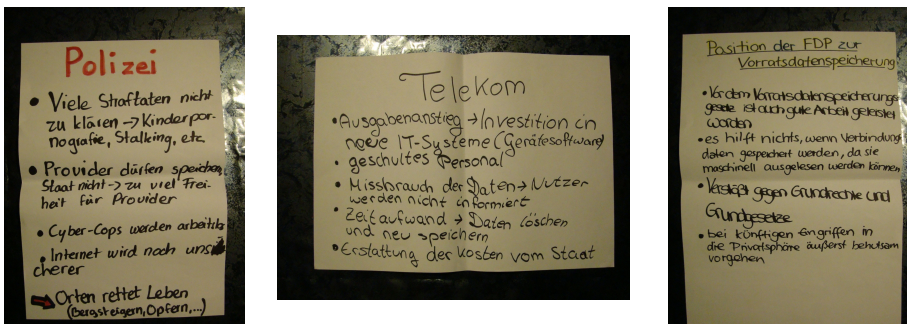 Polizei
• Viele Straftaten nicht
zu klären → Kinderpor-
nografie, Stalking, etc.
• Provider dürfen speichern,
Staat nicht → zu viel Frei-
heit für Provider
• Cyber-Cops werden arbeitslos
• Internet wird noch unsi
cherer
→ Orten rettet Leben
(Bergsteigern, Opfern,...)
Telekom
• Ausgabenanstieg → Investition in
neue IT-Systeme (Gerätesoftware)
• geschultes Personal
• Missbrauch der Daten → Nutzer
werden nicht informiert
• Zeitaufwand → Daten löschen
und neu speichern
• Erstattung der Kosten vom Staat
Position der FDP zur
Vorratsdatenspeicherung
• Vor dem Vorratsdatenspeicherungs-
gesetz ist auch gute Arbeit geleistet
worden
• es hilft nichts, wenn Verbindung
daten gespeichert werden, da sie
maschinell ausgelesen werden können
• Verstößt gegen Grundrechte und
Grundgesetze
• bei künftigen Eingriffen in
die Privatsphäre äußerst behutsam
vorgehen